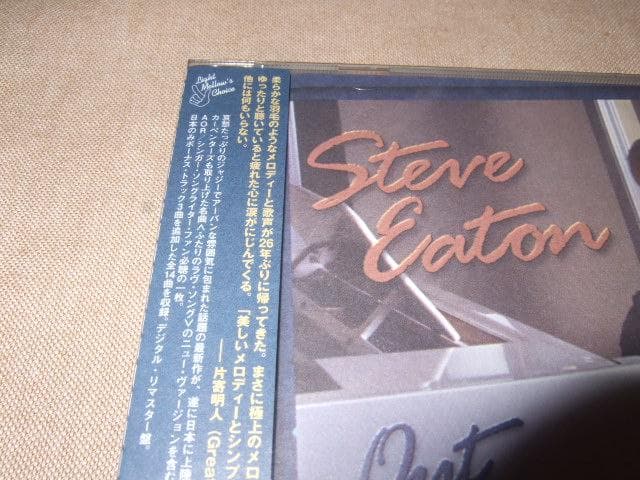 Light
Mellow's
Choice
柔らかな羽毛のようなメロディーと歌声が26年ぶりに帰ってきた。まさに極上のメロ
ゆったりと聴いていると疲れた心に涙がにじんでくる。「美しいメロディーとシンプ
他には何もいらない。
――片寄明人（Grea
哀愁たっぷりのジャジーでアーバンな雰囲気に包まれた話題の最新作が、遂に日本に上陸
カーペンターズも取り上げた名曲〈ふたりのラヴ・ソング〉のニュー・ヴァージョンを含む
AOR／シンガー・ソングライター・ファン必聴の一枚。
日本のみボーナス・トラック3曲を追加した全14曲を収録。デジタル・リマスター盤。
Steve
Eaton